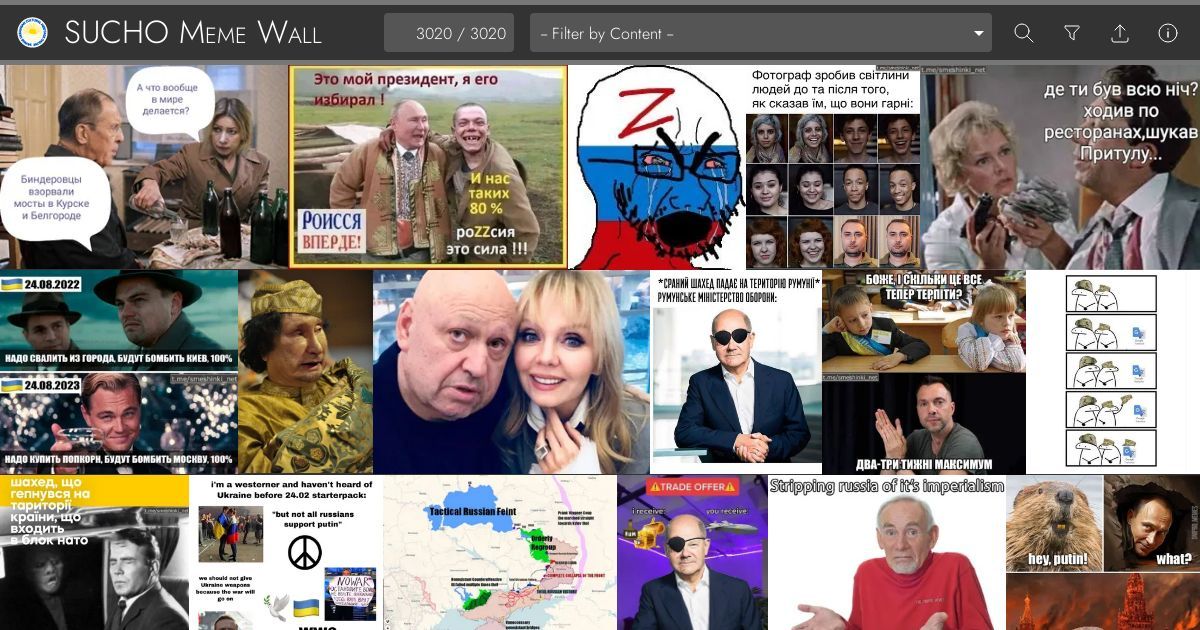 SUCHO Meme Wall
3020 / 3020
-- Filter by Content --
А что вообще
в мире
делается?
Биндеровцы
взорвали
мосты в Курске
и Белгороде
Это мой президент, я его
избирал !
И нас
таких
80 %
роZZсия
это сила !!!
РОИССЯ
ВПЕРДЕ!
Z
Фотограф зробив світлини
людей до та після того,
як сказав їм, що вони гарні:
t.me/smeshinki_net
де ти був всю ніч?
ходив по
ресторанах,шукав
Притулу...
24.08.2022
НАДО СВАЛИТЬ ИЗ ГОРОДА, БУДУТ БОМБИТЬ КИЕВ, 100%
24.08.2023
t.me/smeshinki_net
НАДО КУПИТЬ ПОПКОРН, БУДУТ БОМБИТЬ МОСКВУ, 100%
*СРАНИЙ ШАХЕД ПАДАЄ НА ТЕРИТОРІЮ РУМУНІЇ*
РУМУНСЬКЕ МІНІСТЕРСТВО ОБОРОНИ:
БОЖЕ, І СКІЛЬКИ ЦЕ ВСЕ
ТЕПЕР ТЕРПІТИ?
t.me/smeshinki_net
ДВА-ТРИ ТИЖНІ МАКСИМУМ
шахед, що
гепнувся на
території
країни, що
входить
в блок нато
i'm a westerner and haven't heard of
Ukraine before 24.02 starterpack:
"but not all russians
support putin"
we should not give
Ukraine weapons
because the war will
go on
NO WAR
Tactical Russian Feint
Orderly
Regroup
COMPLETE COLLAPSE OF THE FRONT
TRADE OFFER
i receive:
you receive:
Stripping russia of it's imperialism
hey, putin!
what?